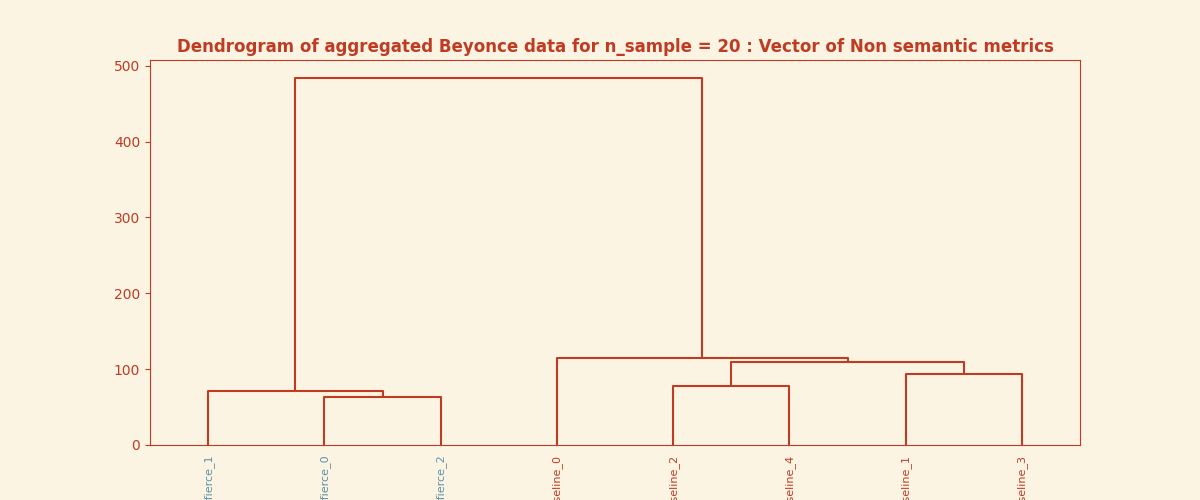 Dendrogram of aggregated Beyonce data for n_sample = 20 : Vector of Non semantic metrics
500
400
300
200
100
0
fierce_1
fierce_0
fierce_2
seline_0
seline_2
seline_4
seline_1
seline_3